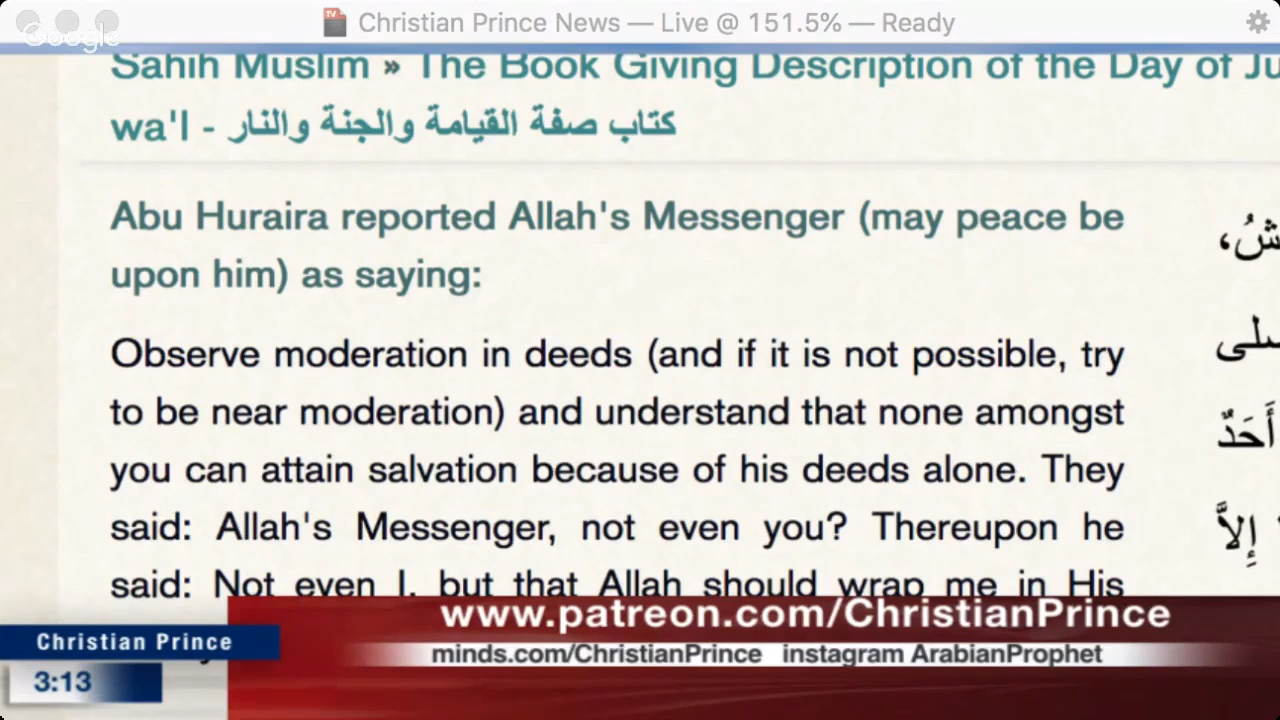 TV
Christian Prince News — Live @ 151.5% — Ready
Google
Sahih Muslim » The Book Giving Description of the Day of Ju
wa'l - كتاب صفة القيامة والجنة والنار
Abu Huraira reported Allah's Messenger (may peace be
upon him) as saying:
Observe moderation in deeds (and if it is not possible, try
to be near moderation) and understand that none amongst
you can attain salvation because of his deeds alone. They
said: Allah's Messenger, not even you? Thereupon he
said: Not even I, but that Allah should wrap me in His
صلى
أَحَدٌ
إِلاَّ
www.patreon.com/ChristianPrince
Christian Prince
minds.com/ChristianPrince instagram ArabianProphet
3:13